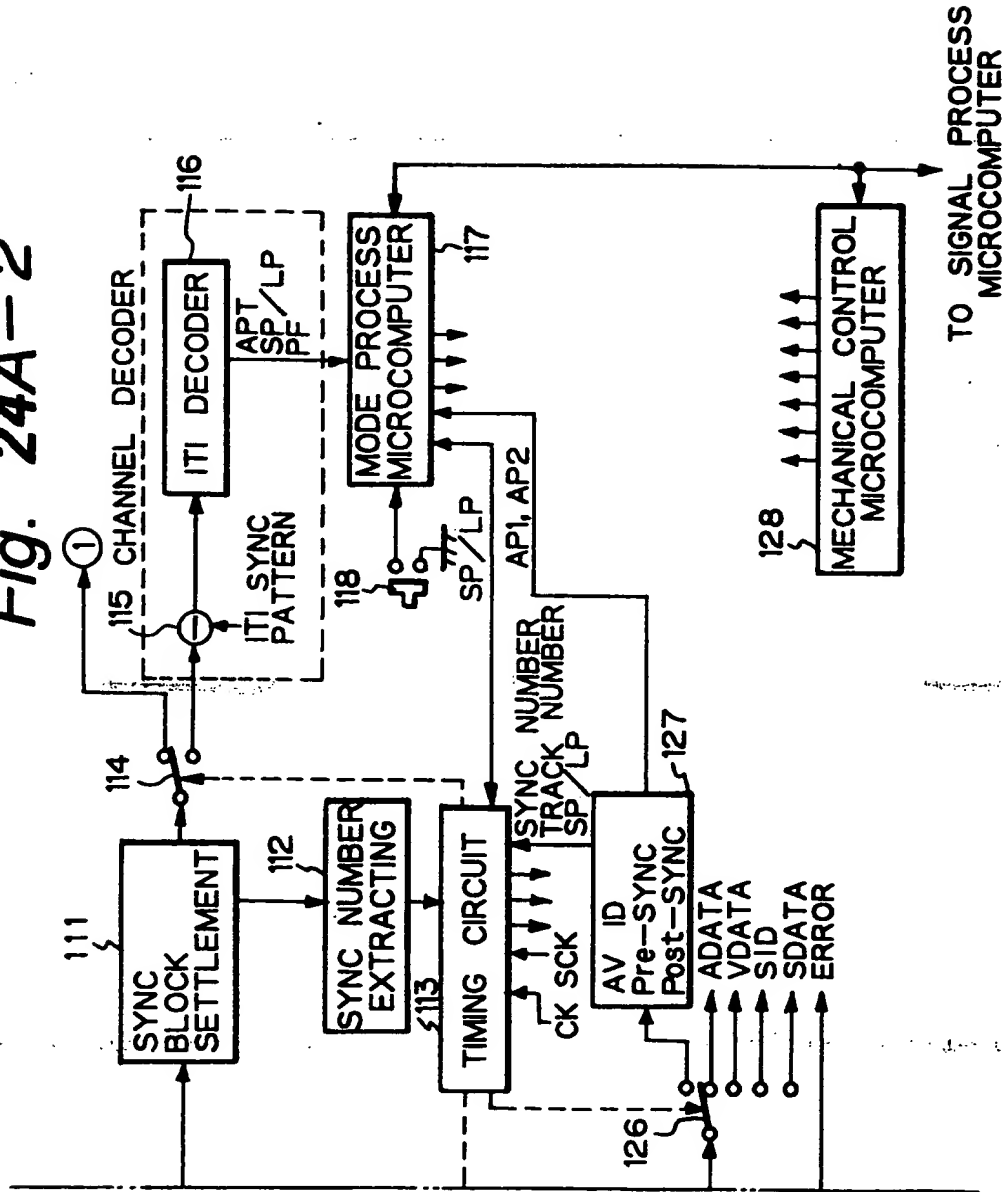 Fig. 24A-2
111
SYNC
BLOCK
SETTLEMENT
114
1
115 CHANNEL DECODER
116
ITI DECODER
ITI SYNC
PATTERN
APT
SP/LP
PF
112
SYNC NUMBER
EXTRACTING
118
MODE PROCESS
MICROCOMPUTER
117
SP/LP
AP1, AP2
113
TIMING CIRCUIT
CK SCK
SYNC NUMBER
TRACK NUMBER
SP/LP
127
AV ID
Pre-SYNC
Post-SYNC
126
ADATA
VDATA
SID
SDATA
ERROR
128
MECHANICAL CONTROL
MICROCOMPUTER
TO SIGNAL PROCESS
MICROCOMPUTER